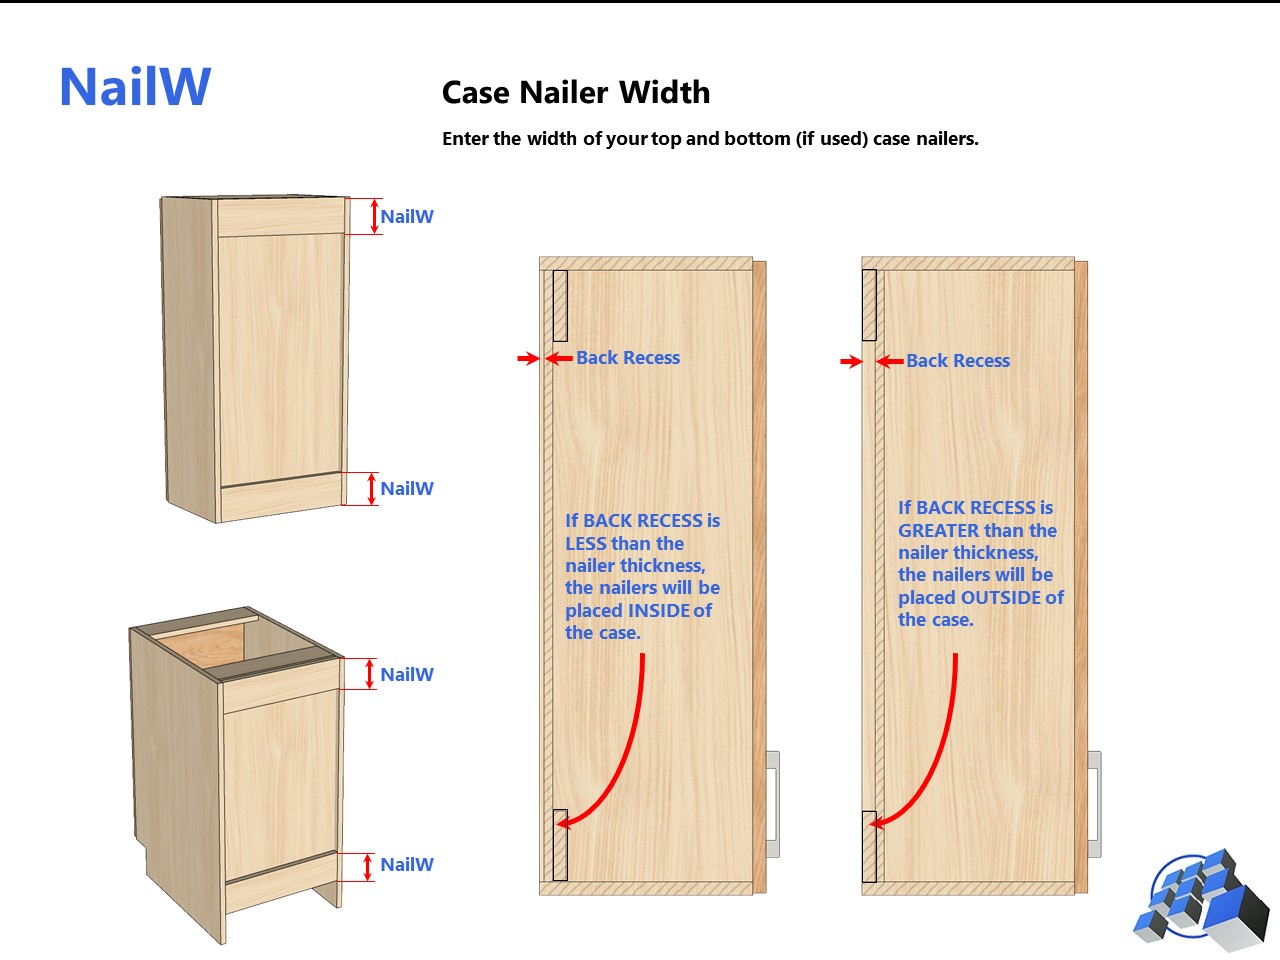 NailW
Case Nailer Width
Enter the width of your top and bottom (if used) case nailers.
NailW
NailW
NailW
NailW
Back Recess
If BACK RECESS is
LESS than the
nailer thickness,
the nailers will be
placed INSIDE of
the case.
Back Recess
If BACK RECESS is
GREATER than the
nailer thickness,
the nailers will be
placed OUTSIDE of
the case.